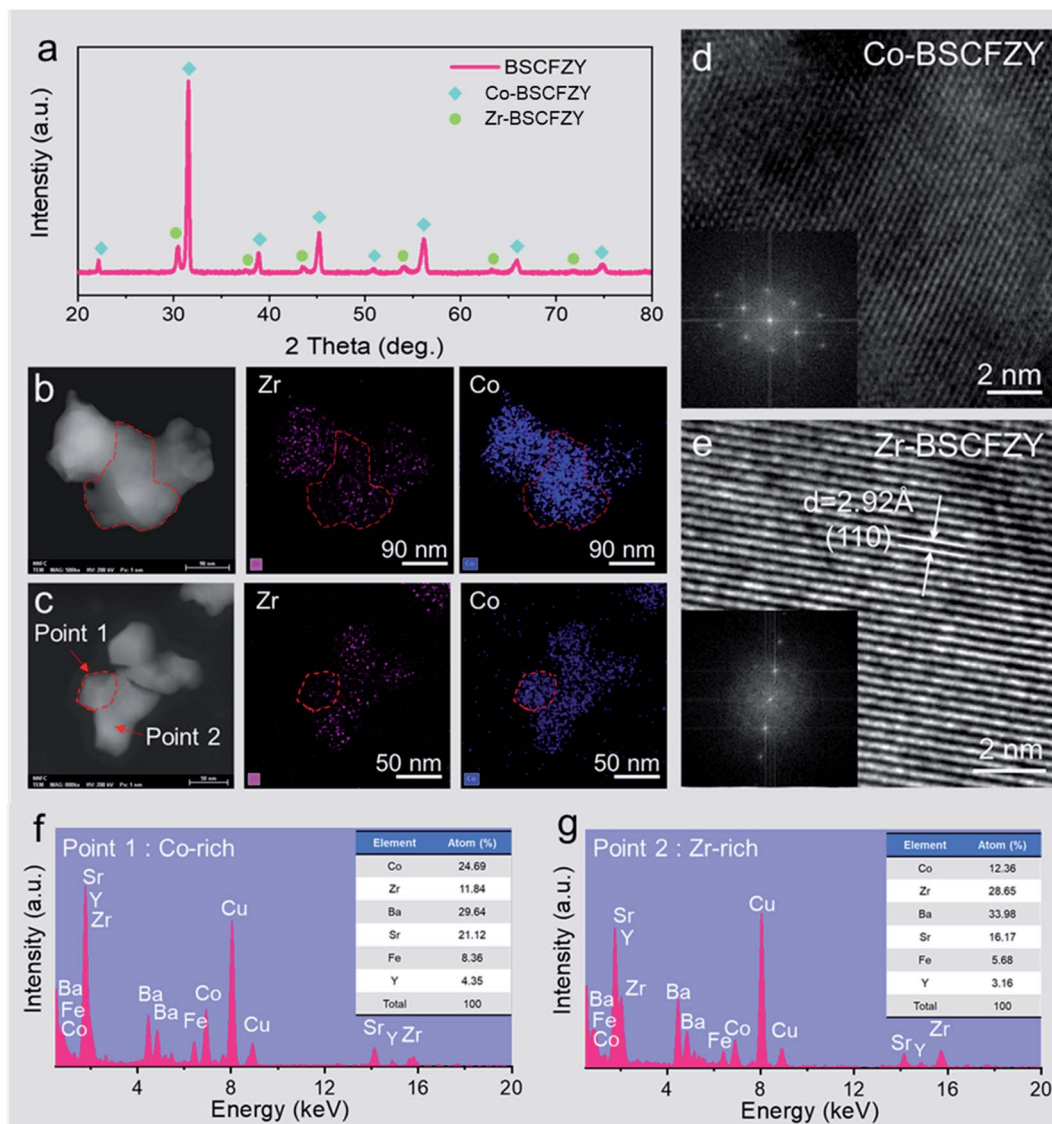 a
BSCFZY
Co-BSCFZY
Zr-BSCFZY
Intenstiy (a.u.)
20 30 40 50 60 70 80
2 Theta (deg.)
b
Zr
Co
90 nm
90 nm
90 nm
c
Point 1
Point 2
Zr
Co
50 nm
50 nm
50 nm
d
Co-BSCFZY
2 nm
e
Zr-BSCFZY
d=2.92Å
(110)
2 nm
f
Point 1 : Co-rich
Intensity (a.u.)
Sr
Y
Zr
Ba
Fe
Co
Ba
Ba
Fe
Co
Cu
Cu
Sr
Y
Zr
Element Atom (%)
Co 24.69
Zr 11.84
Ba 29.64
Sr 21.12
Fe 8.36
Y 4.35
Total 100
4 8 12 16 20
Energy (keV)
g
Point 2 : Zr-rich
Intensity (a.u.)
Sr
Y
Zr
Ba
Fe
Co
Ba
Fe
Co
Cu
Cu
Sr
Y
Zr
Element Atom (%)
Co 12.36
Zr 28.65
Ba 33.98
Sr 16.17
Fe 5.68
Y 3.16
Total 100
4 8 12 16 20
Energy (keV)